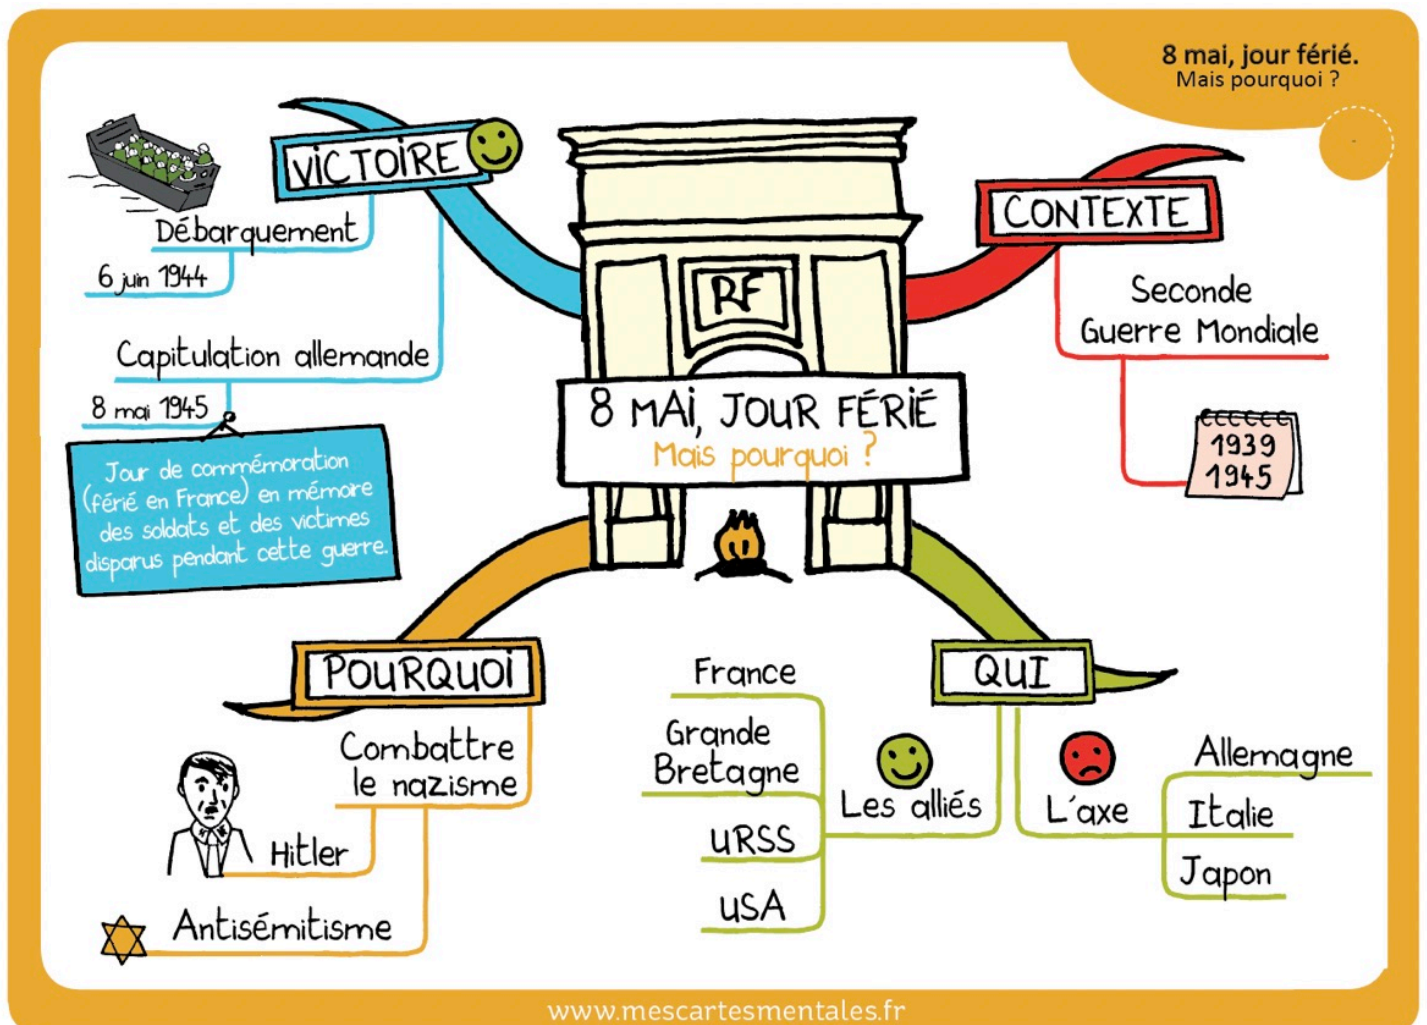 8 mai, jour férié.
Mais pourquoi ?
VICTOIRE
Débarquement
6 juin 1944
Capitulation allemande
8 mai 1945
Jour de commémoration
(férié en France) en mémoire
des soldats et des victimes
disparus pendant cette guerre.
RF
8 MAI, JOUR FÉRIÉ
Mais pourquoi ?
CONTEXTE
Seconde
Guerre Mondiale
1939
1945
POURQUOI
Combattre
le nazisme
Hitler
Antisémitisme
QUI
Les alliés
France
Grande
Bretagne
URSS
USA
L'axe
Allemagne
Italie
Japon
www.mescartesmentales.fr